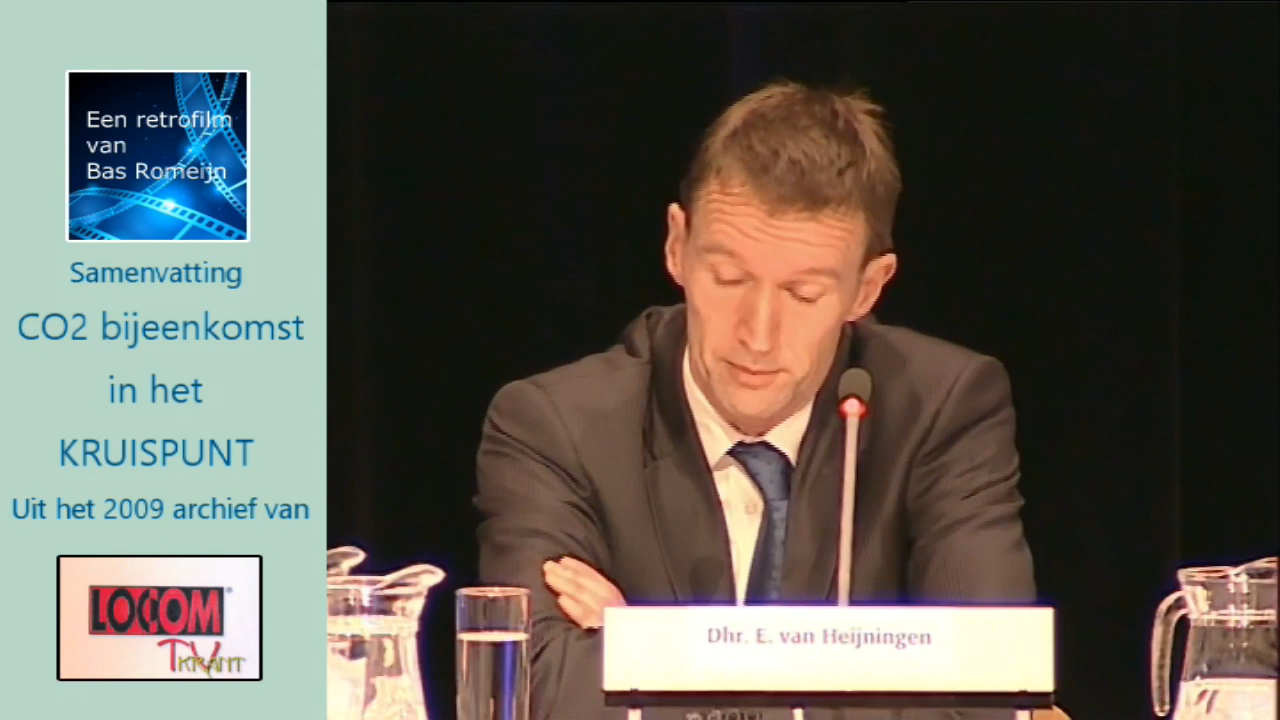 Een retrofilm
van
Bas Romeijn
Samenvatting
CO2 bijeenkomst
in het
KRUISPUNT
Uit het 2009 archief van
LOCOM
TV KRANT
Dhr. E. van Heijningen